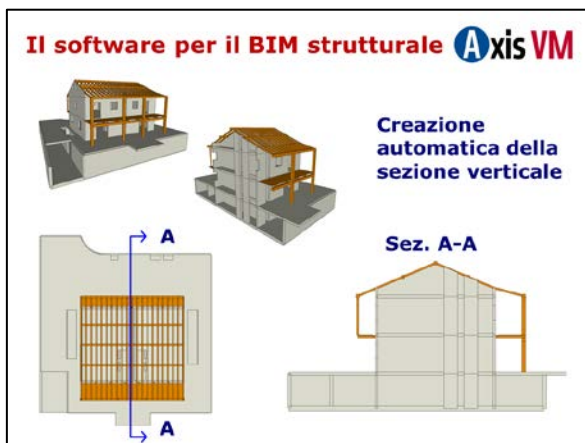 Il software per il BIM strutturale AxisVM
Creazione
automatica della
sezione verticale
A
Sez. A-A
A